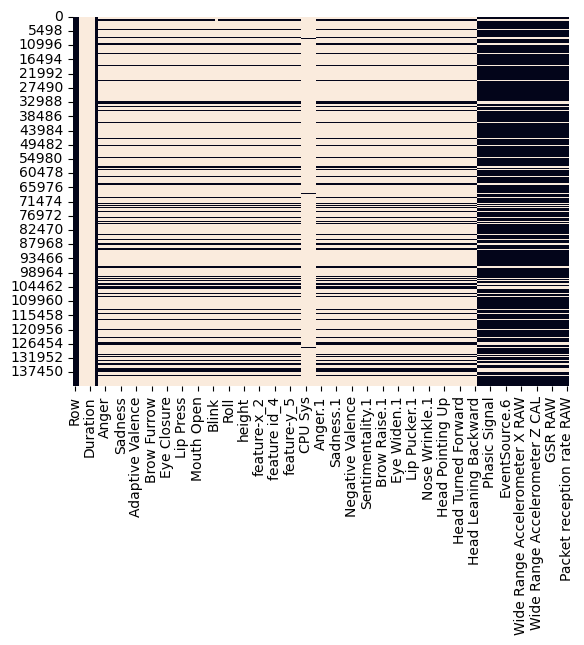 0
5498
10996
16494
21992
27490
32988
38486
43984
49482
54980
60478
65976
71474
76972
82470
87968
93466
98964
104462
109960
115458
120956
126454
131952
137450
Row
Duration
Anger
Sadness
Adaptive Valence
Brow Furrow
Eye Closure
Lip Press
Mouth Open
Blink
Roll
height
feature-x_2
feature id_4
feature-y_5
CPU Sys
Anger.1
Sadness.1
Negative Valence
Sentimentality.1
Brow Raise.1
Eye Widen.1
Lip Pucker.1
Nose Wrinkle.1
Head Pointing Up
Head Turned Forward
Head Leaning Backward
Phasic Signal
EventSource.6
Wide Range Accelerometer X RAW
Wide Range Accelerometer Z CAL
GSR RAW
Packet reception rate RAW